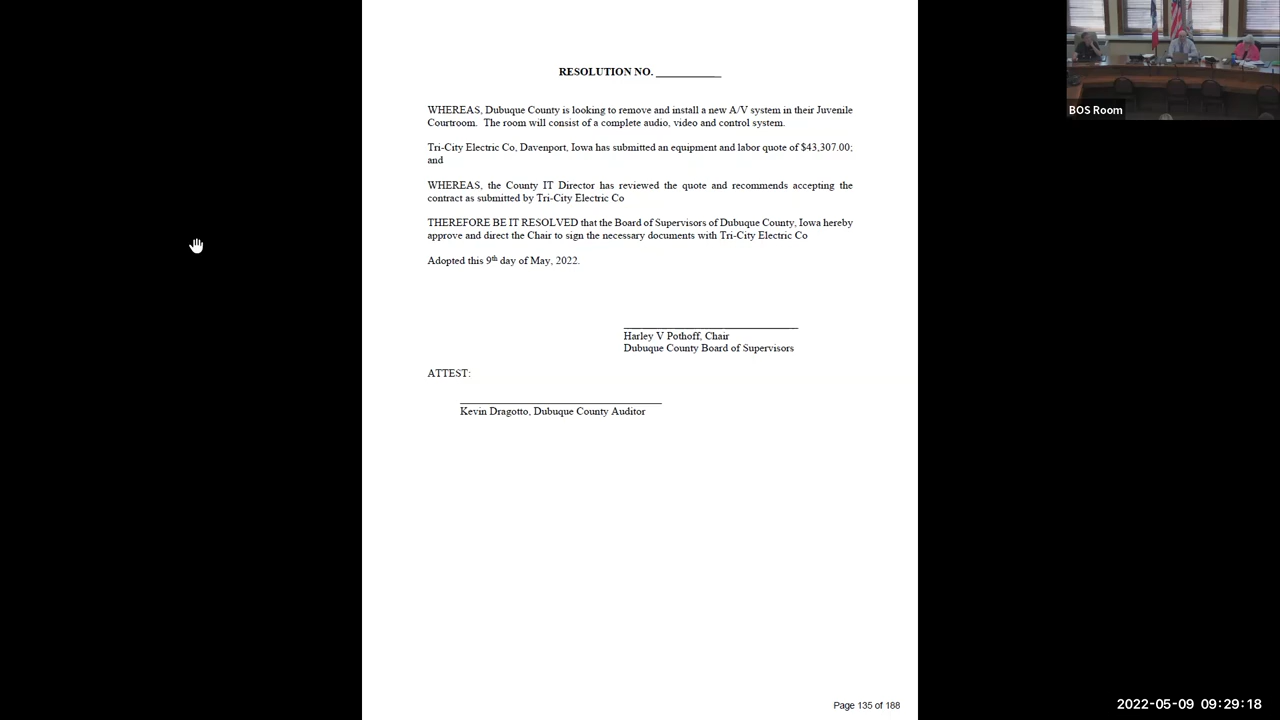 RESOLUTION NO. ___________
WHEREAS, Dubuque County is looking to remove and install a new A/V system in their Juvenile
Courtroom. The room will consist of a complete audio, video and control system.
Tri-City Electric Co, Davenport, Iowa has submitted an equipment and labor quote of $43,307.00;
and
WHEREAS, the County IT Director has reviewed the quote and recommends accepting the
contract as submitted by Tri-City Electric Co
THEREFORE BE IT RESOLVED that the Board of Supervisors of Dubuque County, Iowa hereby
approve and direct the Chair to sign the necessary documents with Tri-City Electric Co
Adopted this 9th day of May, 2022.
Harley V Pothoff, Chair
Dubuque County Board of Supervisors
ATTEST:
Kevin Dragotto, Dubuque County Auditor
Page 135 of 188
BOS Room
2022-05-09 09:29:18